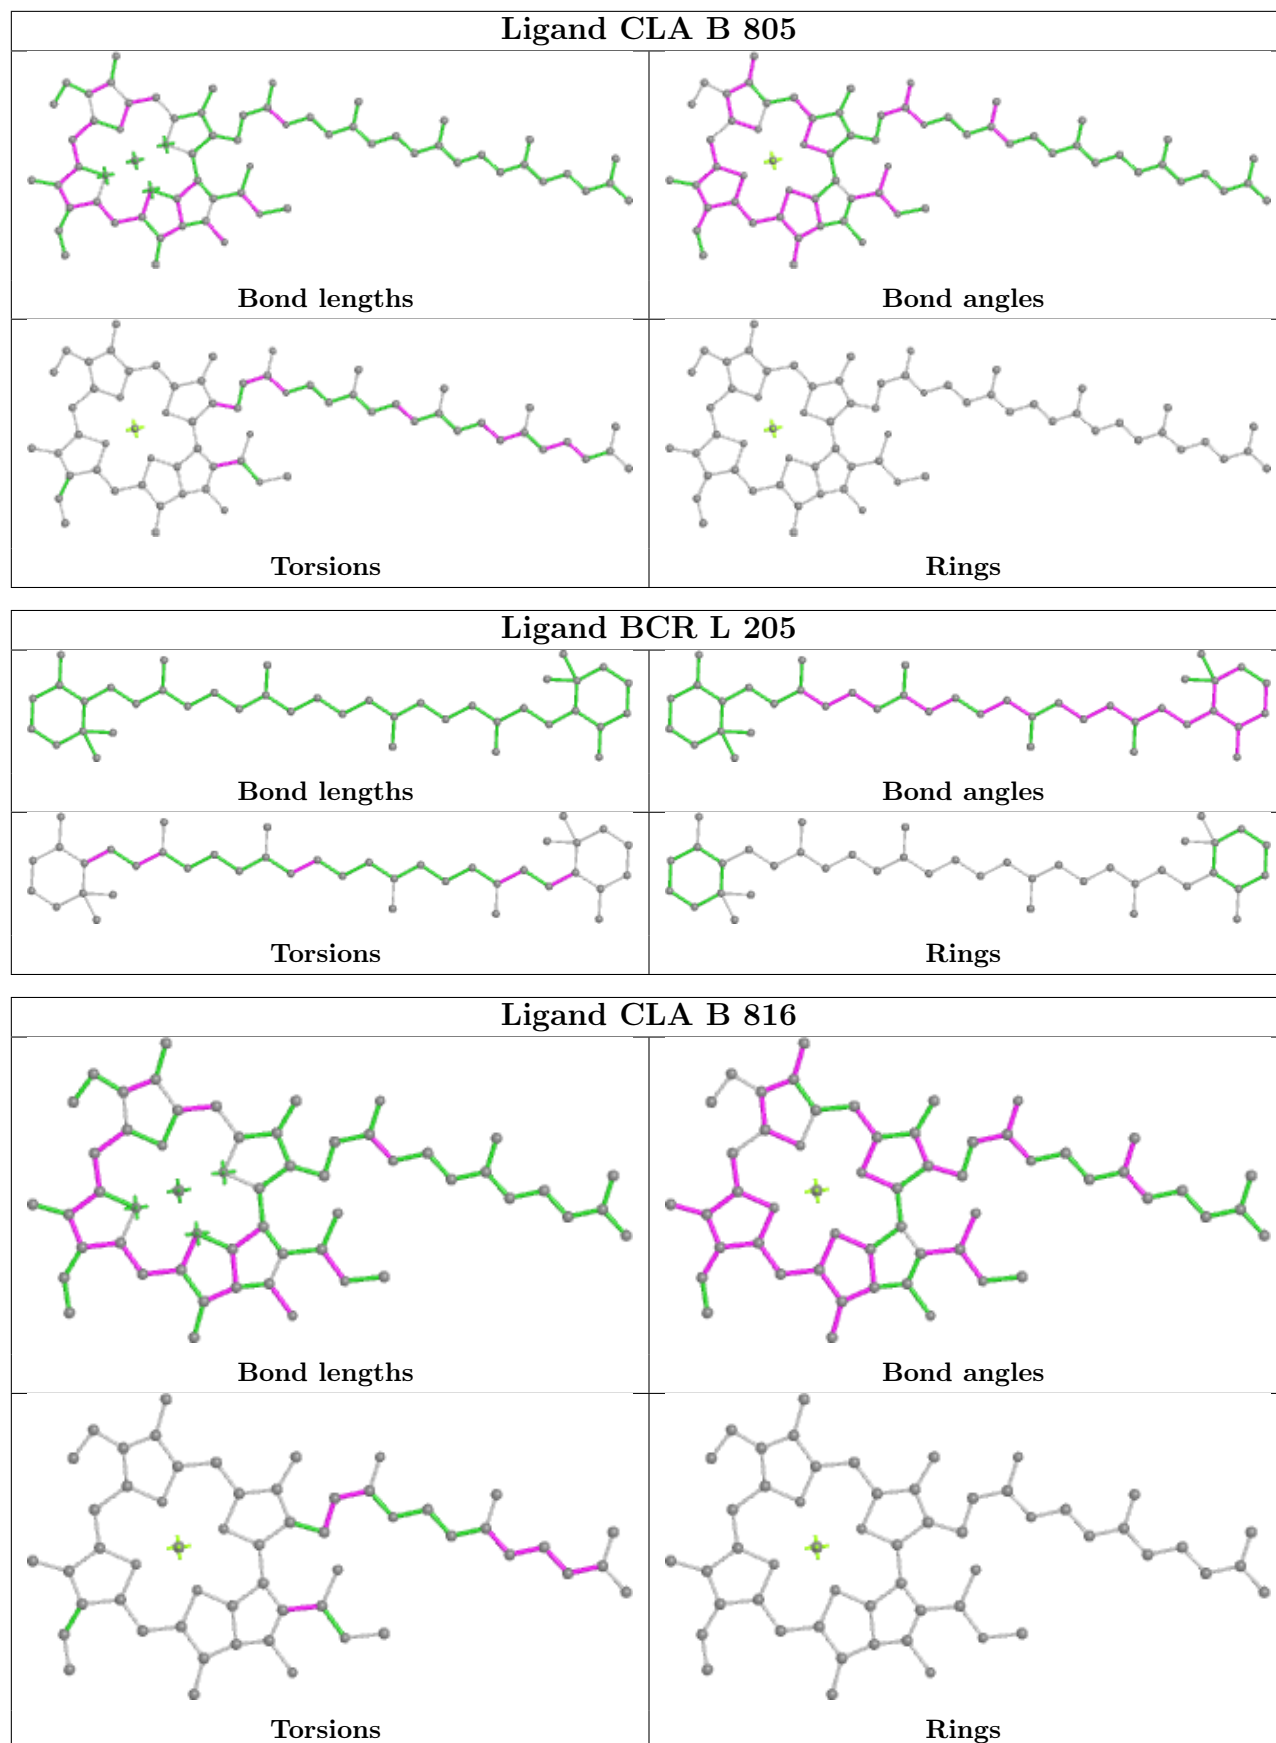 Ligand CLA B 805
Bond lengths
Bond angles
Torsions
Rings
Ligand BCR L 205
Bond lengths
Bond angles
Torsions
Rings
Ligand CLA B 816
Bond lengths
Bond angles
Torsions
Rings